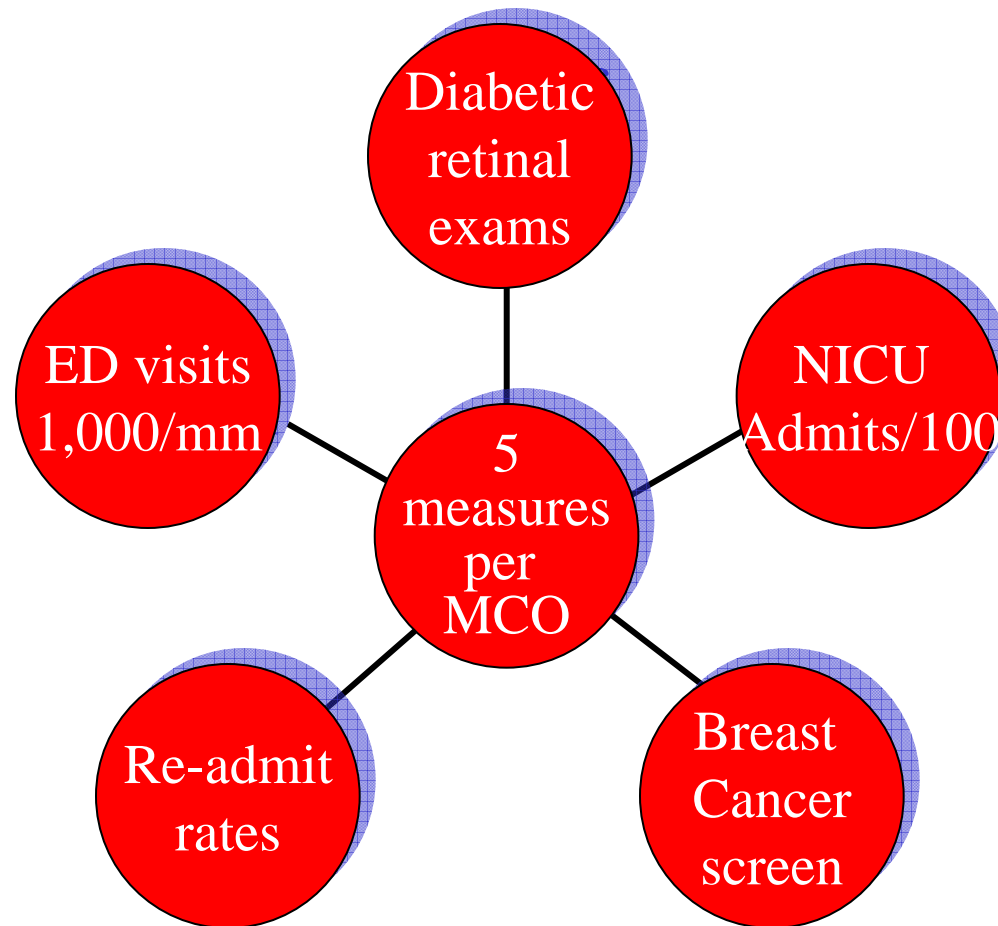 Diabetic
retinal
exams
ED visits
1,000/mm
NICU
Admits/100
5
measures
per
MCO
Re-admit
rates
Breast
Cancer
screen